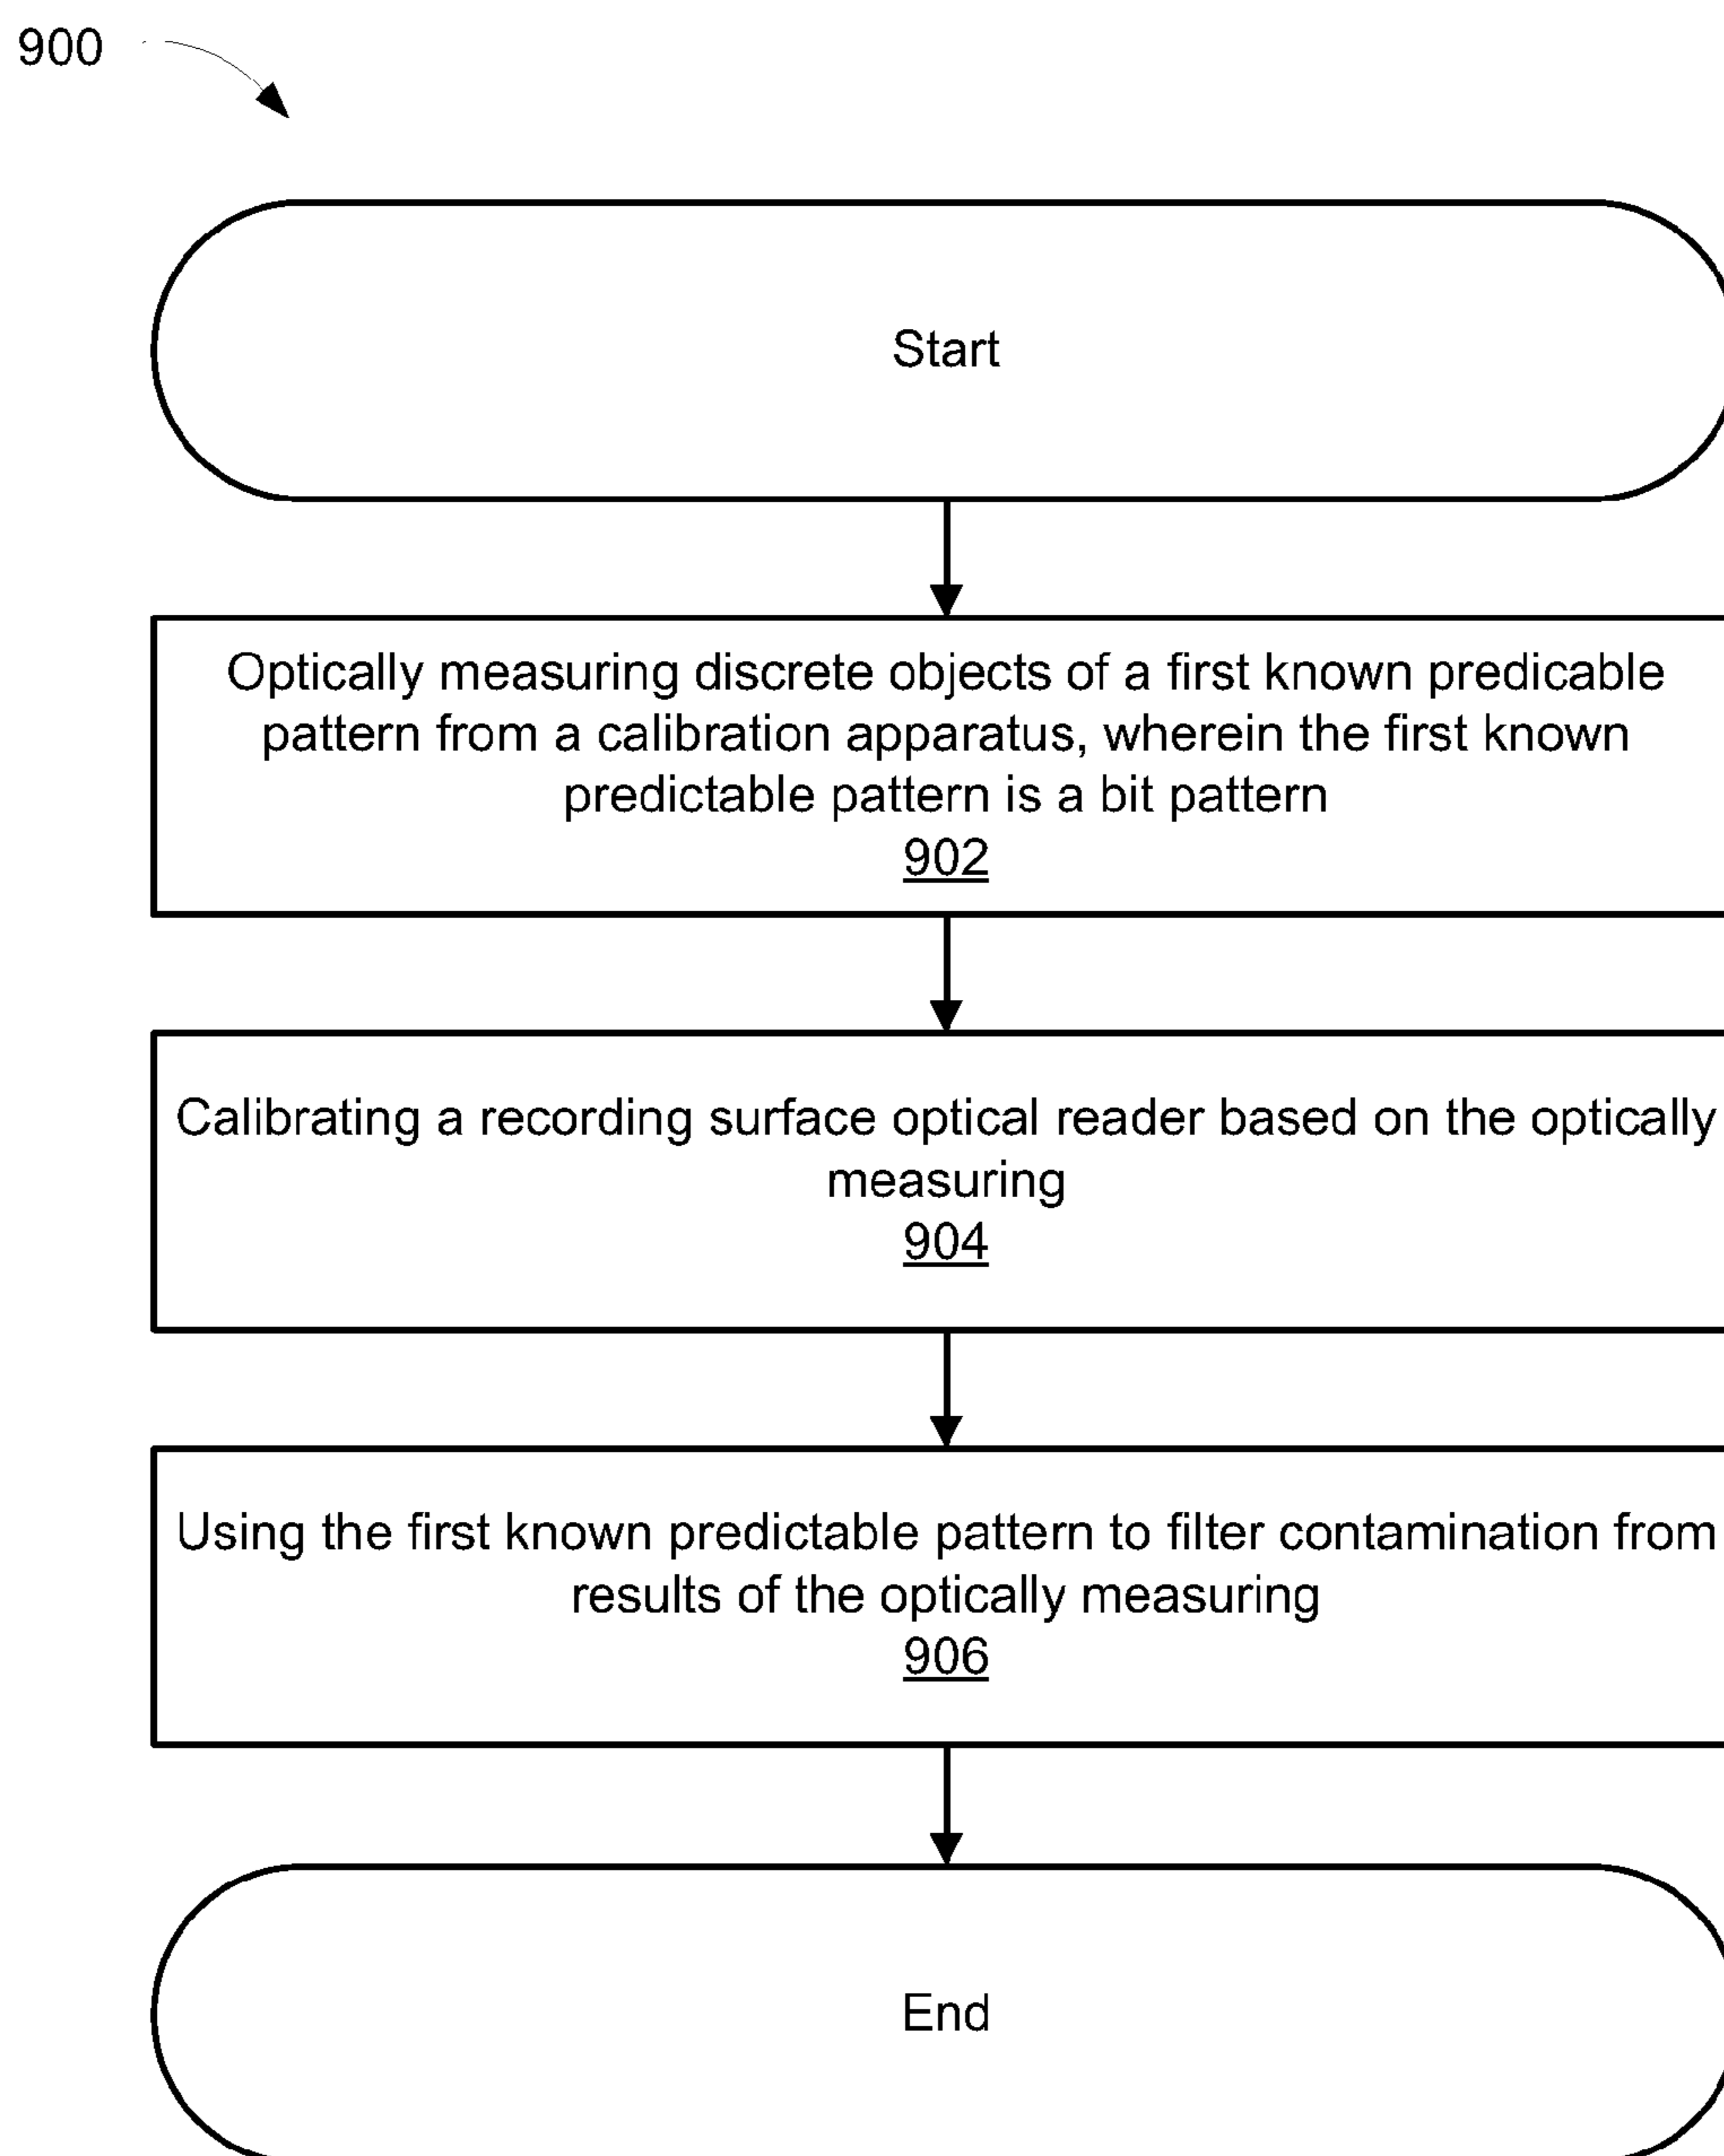 900
Start
Optically measuring discrete objects of a first known predicable
pattern from a calibration apparatus, wherein the first known
predictable pattern is a bit pattern
902
Calibrating a recording surface optical reader based on the optically
measuring
904
Using the first known predictable pattern to filter contamination from
results of the optically measuring
906
End